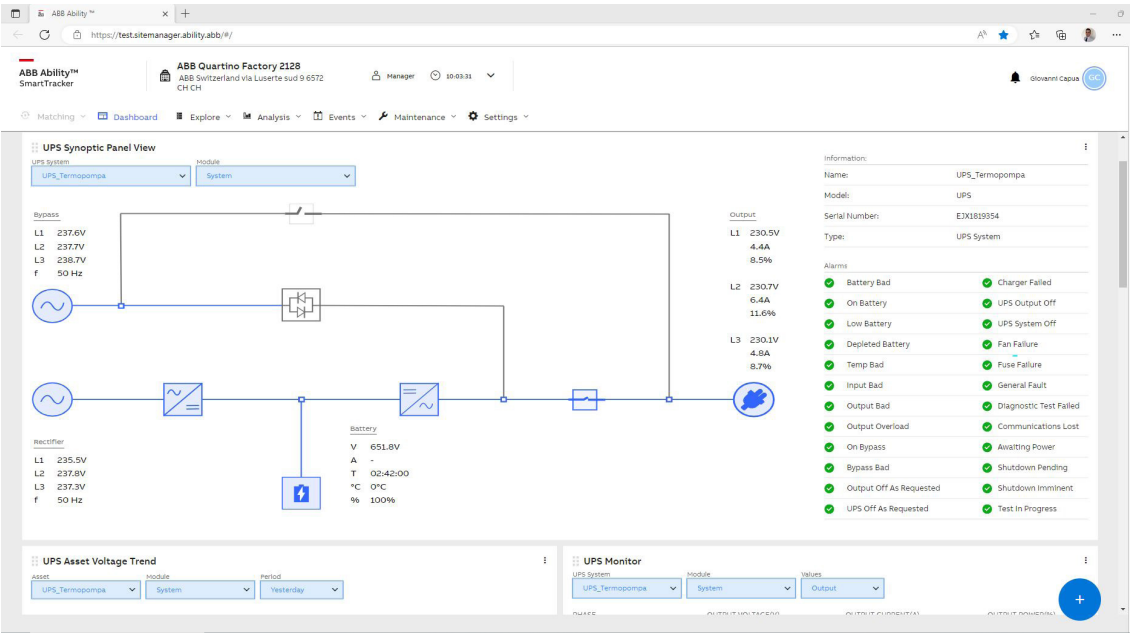 ABB Ability ™
https://test.sitemanager.ability.abb/#/
ABB Ability™
SmartTracker
ABB Quartino Factory 2128
ABB Switzerland via Luserte sud 9 6572
CH CH
Manager
10:03:31
Giovanni Capua
GC
Matching
Dashboard
Explore
Analysis
Events
Maintenance
Settings
UPS Synoptic Panel View
UPS System
Module
UPS_Termopompa
System
Bypass
L1 237.6V
L2 237.7V
L3 238.7V
f 50 Hz
Rectifier
L1 235.5V
L2 237.8V
L3 237.3V
f 50 Hz
Battery
V 651.8V
A -
T 02:42:00
°C 0°C
% 100%
Output
L1 230.5V
4.4A
8.5%
L2 230.7V
6.4A
11.6%
L3 230.1V
4.8A
8.7%
Information:
Name: UPS_Termopompa
Model: UPS
Serial Number: EJX1819354
Type: UPS System
Alarms
Battery Bad Charger Failed
On Battery UPS Output Off
Low Battery UPS System Off
Depleted Battery Fan Failure
Temp Bad Fuse Failure
Input Bad General Fault
Output Bad Diagnostic Test Failed
Output Overload Communications Lost
On Bypass Awaiting Power
Bypass Bad Shutdown Pending
Output Off As Requested Shutdown Imminent
UPS Off As Requested Test In Progress
UPS Asset Voltage Trend
Asset Module Period
UPS_Termopompa System Yesterday
UPS Monitor
UPS System Module Values
UPS_Termopompa System Output
PHASE OUTPUT VOLTAGE(V) OUTPUT CURRENT(A) OUTPUT POWER(%)